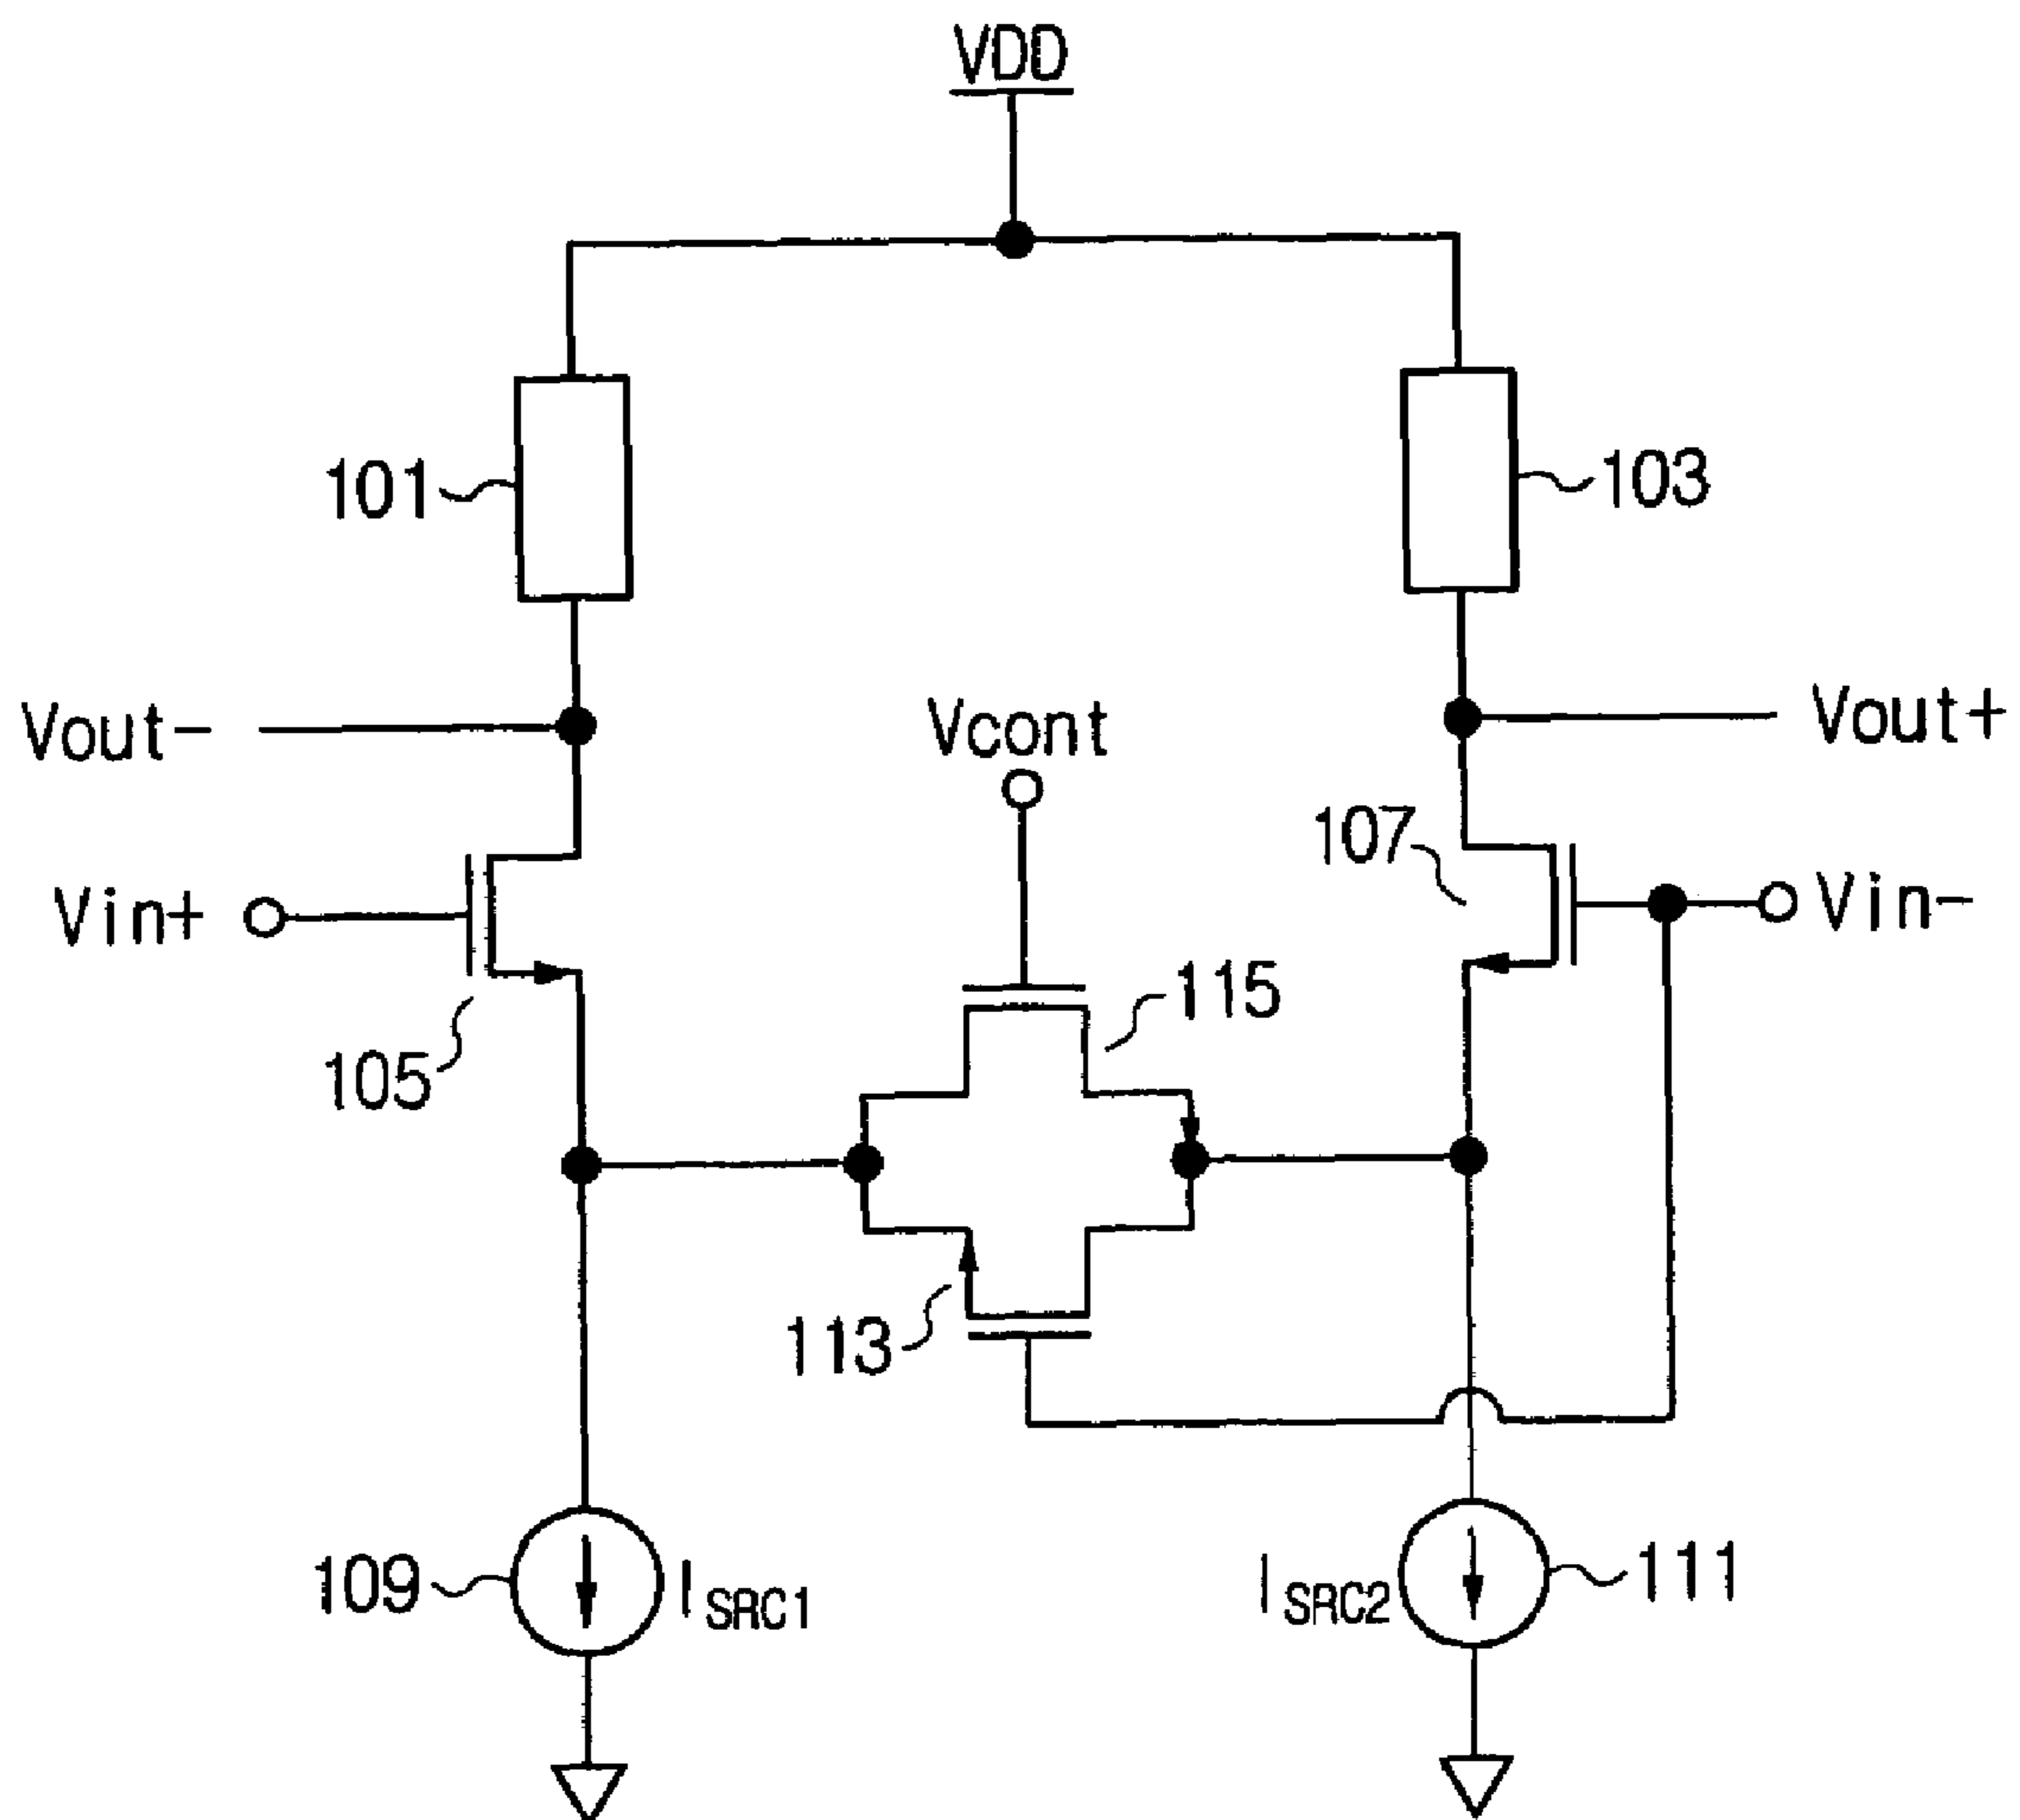 VDD
101
103
Vout-
Vcont
Vout+
107
Vin+
Vin-
115
105
113
109
ISRC1
ISRC2
111